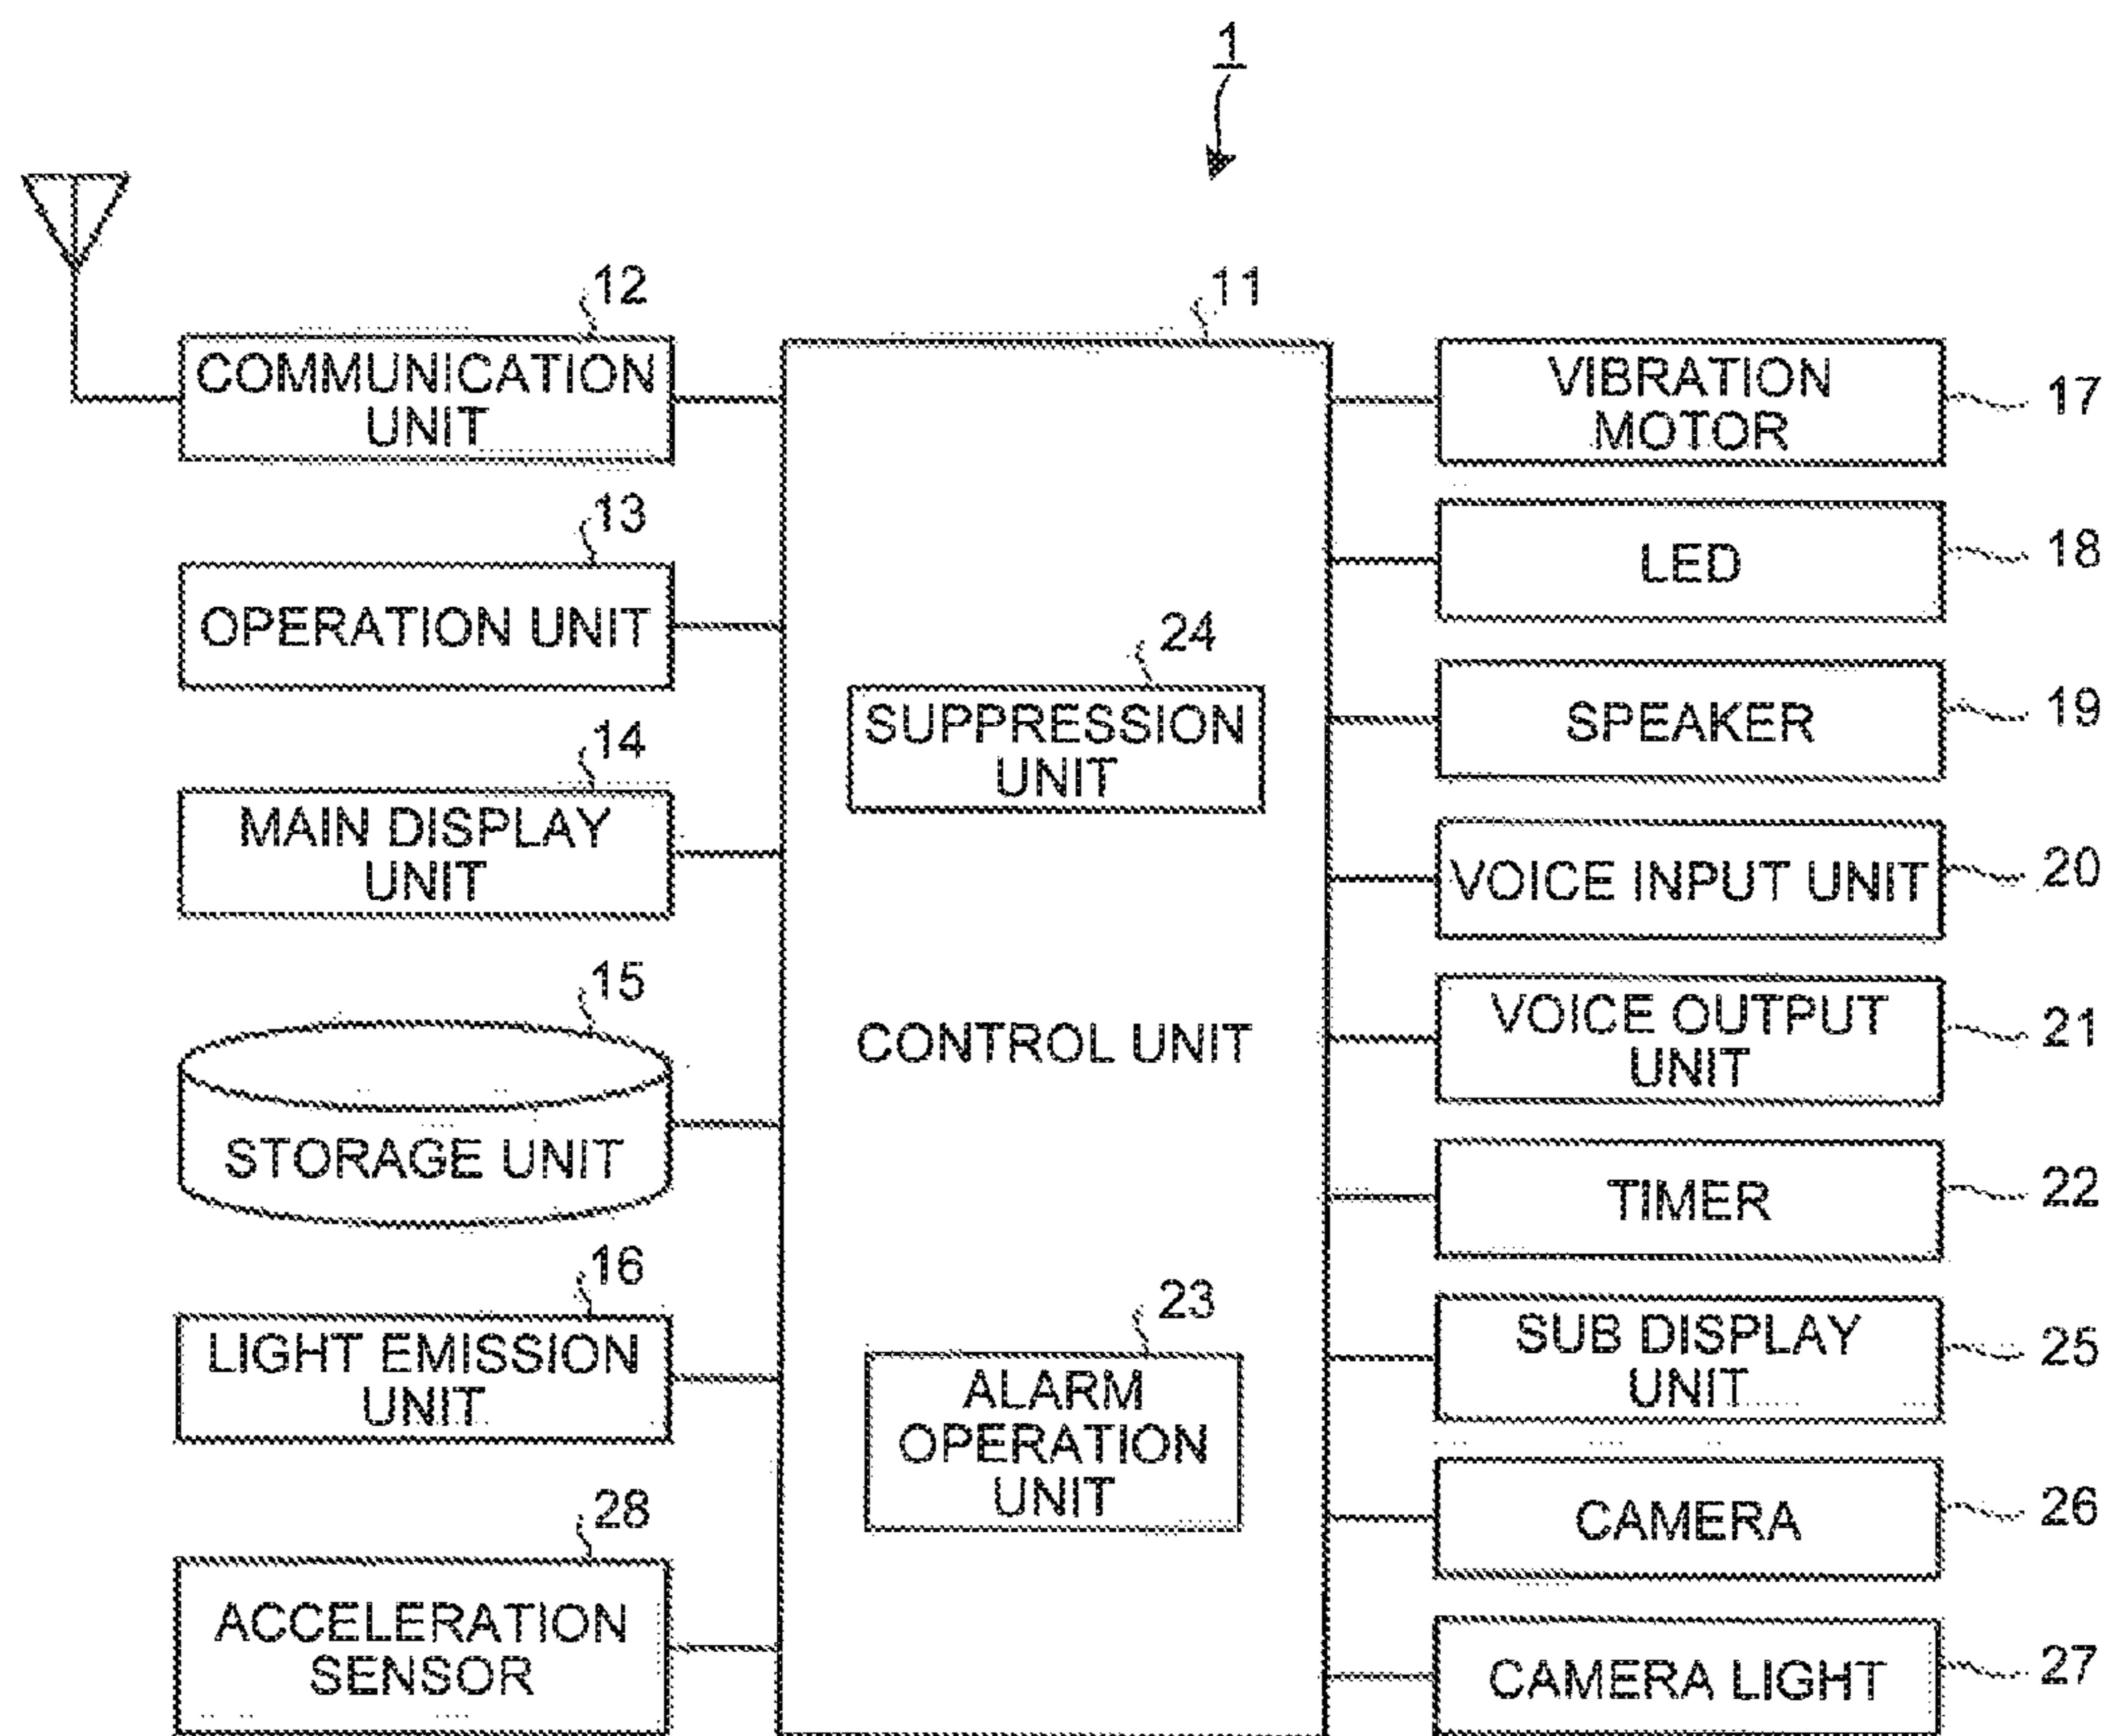 1
12
COMMUNICATION
UNIT
13
OPERATION UNIT
14
MAIN DISPLAY
UNIT
15
STORAGE UNIT
16
LIGHT EMISSION
UNIT
28
ACCELERATION
SENSOR
11
24
SUPPRESSION
UNIT
CONTROL UNIT
23
ALARM
OPERATION
UNIT
VIBRATION
MOTOR
17
LED
18
SPEAKER
19
VOICE INPUT UNIT
20
VOICE OUTPUT
UNIT
21
TIMER
22
SUB DISPLAY
UNIT
25
CAMERA
26
CAMERA LIGHT
27